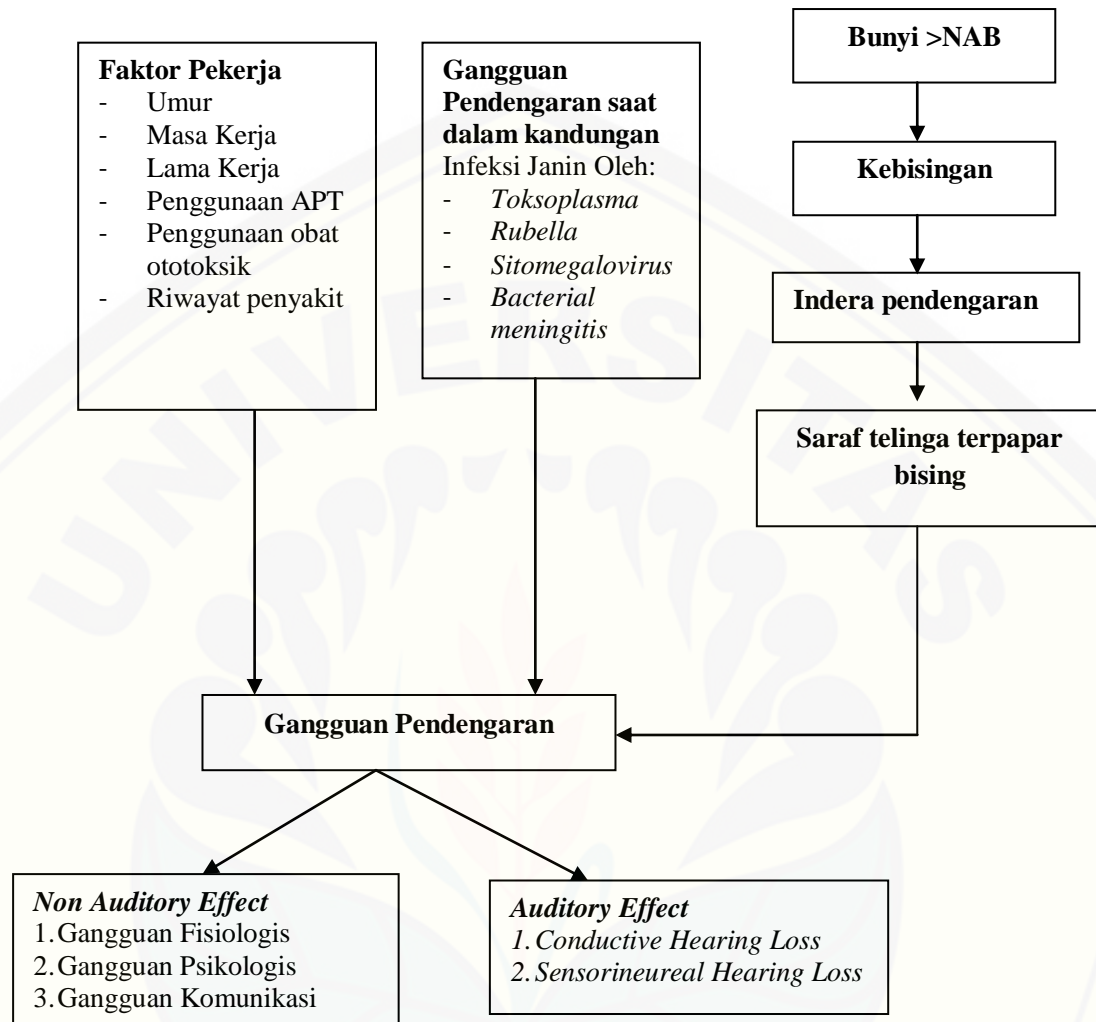 Faktor Pekerja
- Umur
- Masa Kerja
- Lama Kerja
- Penggunaan APT
- Penggunaan obat
ototoksik
- Riwayat penyakit
Gangguan
Pendengaran saat
dalam kandungan
Infeksi Janin Oleh:
- Toksoplasma
- Rubella
- Sitomegalovirus
- Bacterial
meningitis
Bunyi >NAB
Kebisingan
Indera pendengaran
Saraf telinga terpapar
bising
Gangguan Pendengaran
Non Auditory Effect
1. Gangguan Fisiologis
2. Gangguan Psikologis
3. Gangguan Komunikasi
Auditory Effect
1. Conductive Hearing Loss
2. Sensorineureal Hearing Loss
UNIVERSITAS